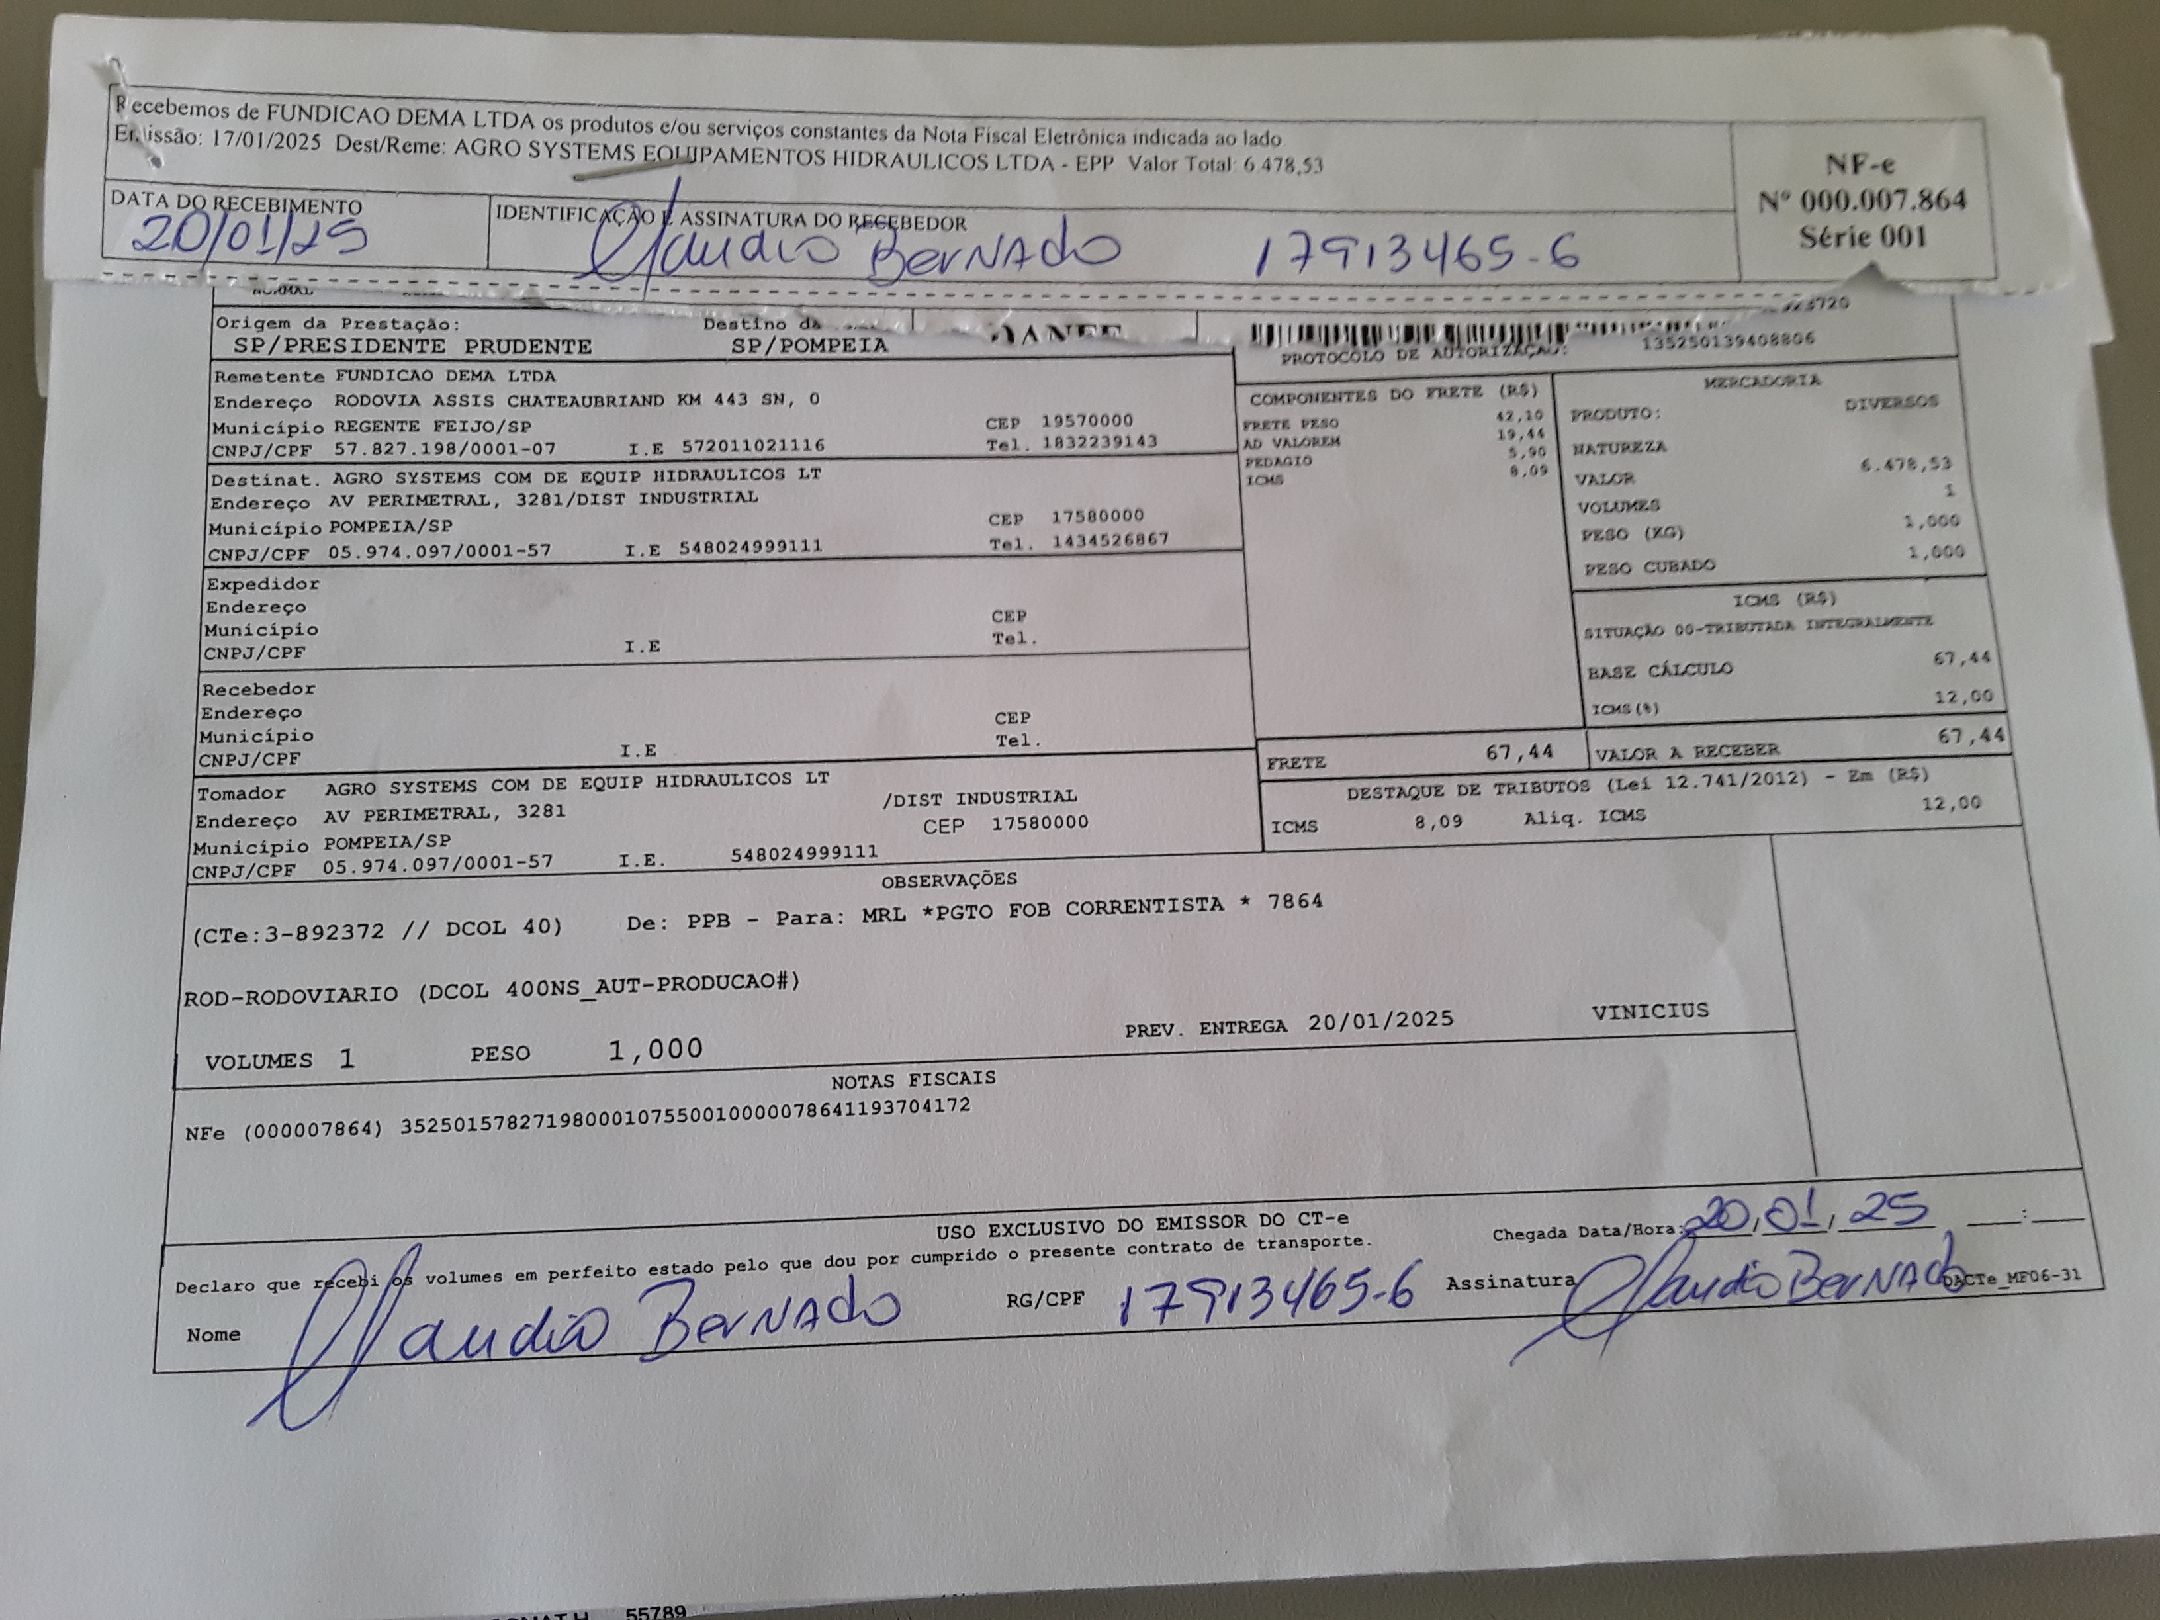 Recebemos de FUNDICAO DEMA LTDA os produtos e/ou serviços constantes da Nota Fiscal Eletrônica indicada ao lado
Emissão: 17/01/2025 Dest/Reme: AGRO SYSTEMS EQUIPAMENTOS HIDRAULICOS LTDA - EPP Valor Total: 6.478,53
NF-e
Nº 000.007.864
Série 001
DATA DO RECEBIMENTO
20/01/25
IDENTIFICAÇÃO E ASSINATURA DO RECEBEDOR
Claudio Bernado 17913465-6
NORMAL
Origem da Prestação: Destino da
SP/PRESIDENTE PRUDENTE SP/POMPEIA
DANFE
PROTOCOLO DE AUTORIZAÇÃO: 135250139408806
Remetente FUNDICAO DEMA LTDA
Endereço RODOVIA ASSIS CHATEAUBRIAND KM 443 SN, 0
Município REGENTE FEIJO/SP CEP 19570000
CNPJ/CPF 57.827.198/0001-07 I.E 572011021116 Tel. 1832239143
Destinat. AGRO SYSTEMS COM DE EQUIP HIDRAULICOS LT
Endereço AV PERIMETRAL, 3281/DIST INDUSTRIAL
Município POMPEIA/SP CEP 17580000
CNPJ/CPF 05.974.097/0001-57 I.E 548024999111 Tel. 1434526867
Expedidor
Endereço
Município CEP
CNPJ/CPF I.E Tel.
Recebedor
Endereço
Município CEP
CNPJ/CPF I.E Tel.
Tomador AGRO SYSTEMS COM DE EQUIP HIDRAULICOS LT
Endereço AV PERIMETRAL, 3281 /DIST INDUSTRIAL
Município POMPEIA/SP CEP 17580000
CNPJ/CPF 05.974.097/0001-57 I.E. 548024999111
COMPONENTES DO FRETE (R$)
FRETE PESO 42,10
AD VALOREM 19,44
PEDAGIO 5,90
ICMS 8,09
MERCADORIA
PRODUTO: DIVERSOS
NATUREZA
VALOR 6.478,53
VOLUMES 1
PESO (KG) 1,000
PESO CUBADO 1,000
ICMS (R$)
SITUAÇÃO 00-TRIBUTADA INTEGRALMENTE
BASE CÁLCULO 67,44
ICMS(%) 12,00
FRETE 67,44 VALOR A RECEBER 67,44
DESTAQUE DE TRIBUTOS (Lei 12.741/2012) - Em (R$)
ICMS 8,09 Aliq. ICMS 12,00
OBSERVAÇÕES
(CTe:3-892372 // DCOL 40) De: PPB - Para: MRL *PGTO FOB CORRENTISTA * 7864
ROD-RODOVIARIO (DCOL 400NS_AUT-PRODUCAO#)
VOLUMES 1 PESO 1,000 PREV. ENTREGA 20/01/2025 VINICIUS
NOTAS FISCAIS
NFe (000007864) 35250157827198000107550010000078641193704172
USO EXCLUSIVO DO EMISSOR DO CT-e
Declaro que recebi os volumes em perfeito estado pelo que dou por cumprido o presente contrato de transporte.
Chegada Data/Hora: 20/01/25 :
Nome Claudio Bernado RG/CPF 17913465-6 Assinatura Claudio Bernado
DACTe_MF06-31
55789